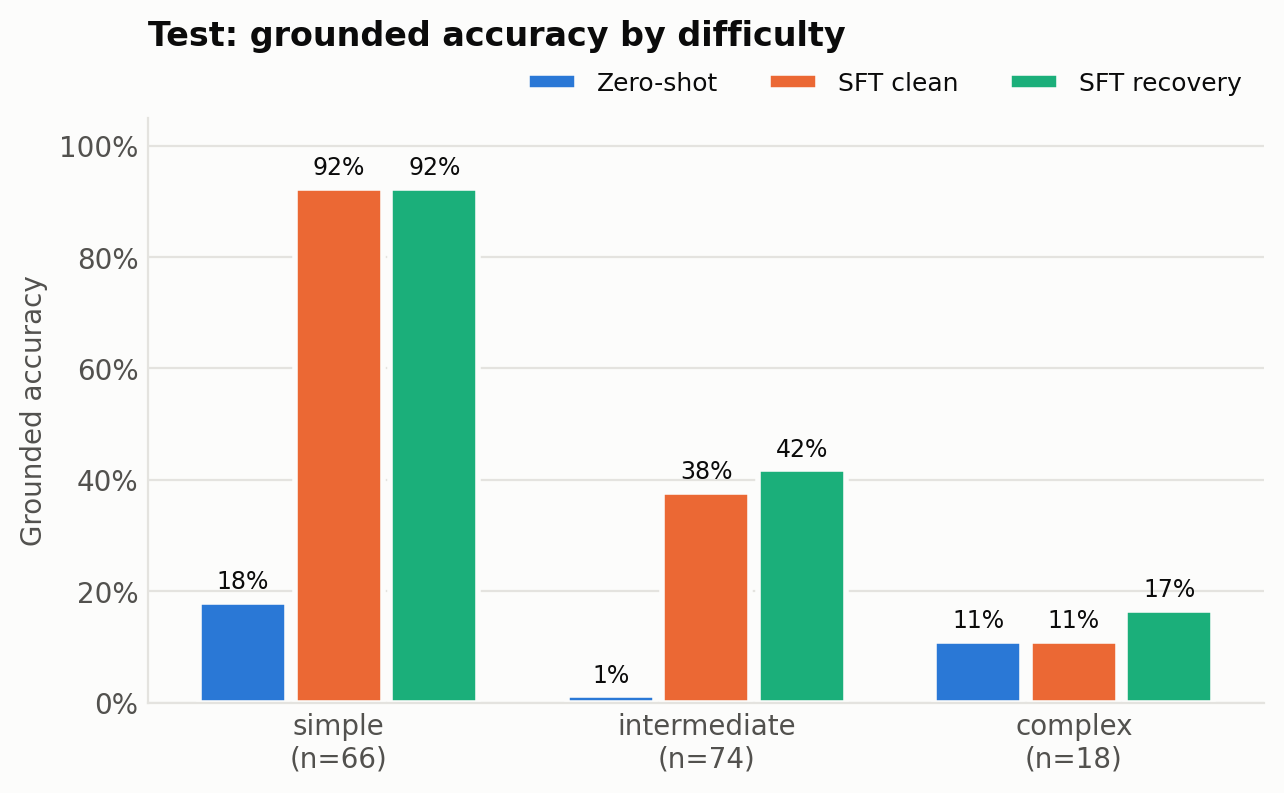 Test: grounded accuracy by difficulty
Zero-shot SFT clean SFT recovery
Grounded accuracy
100%
80%
60%
40%
20%
0%
18% 92% 92%
1% 38% 42%
11% 11% 17%
simple intermediate complex
(n=66) (n=74) (n=18)